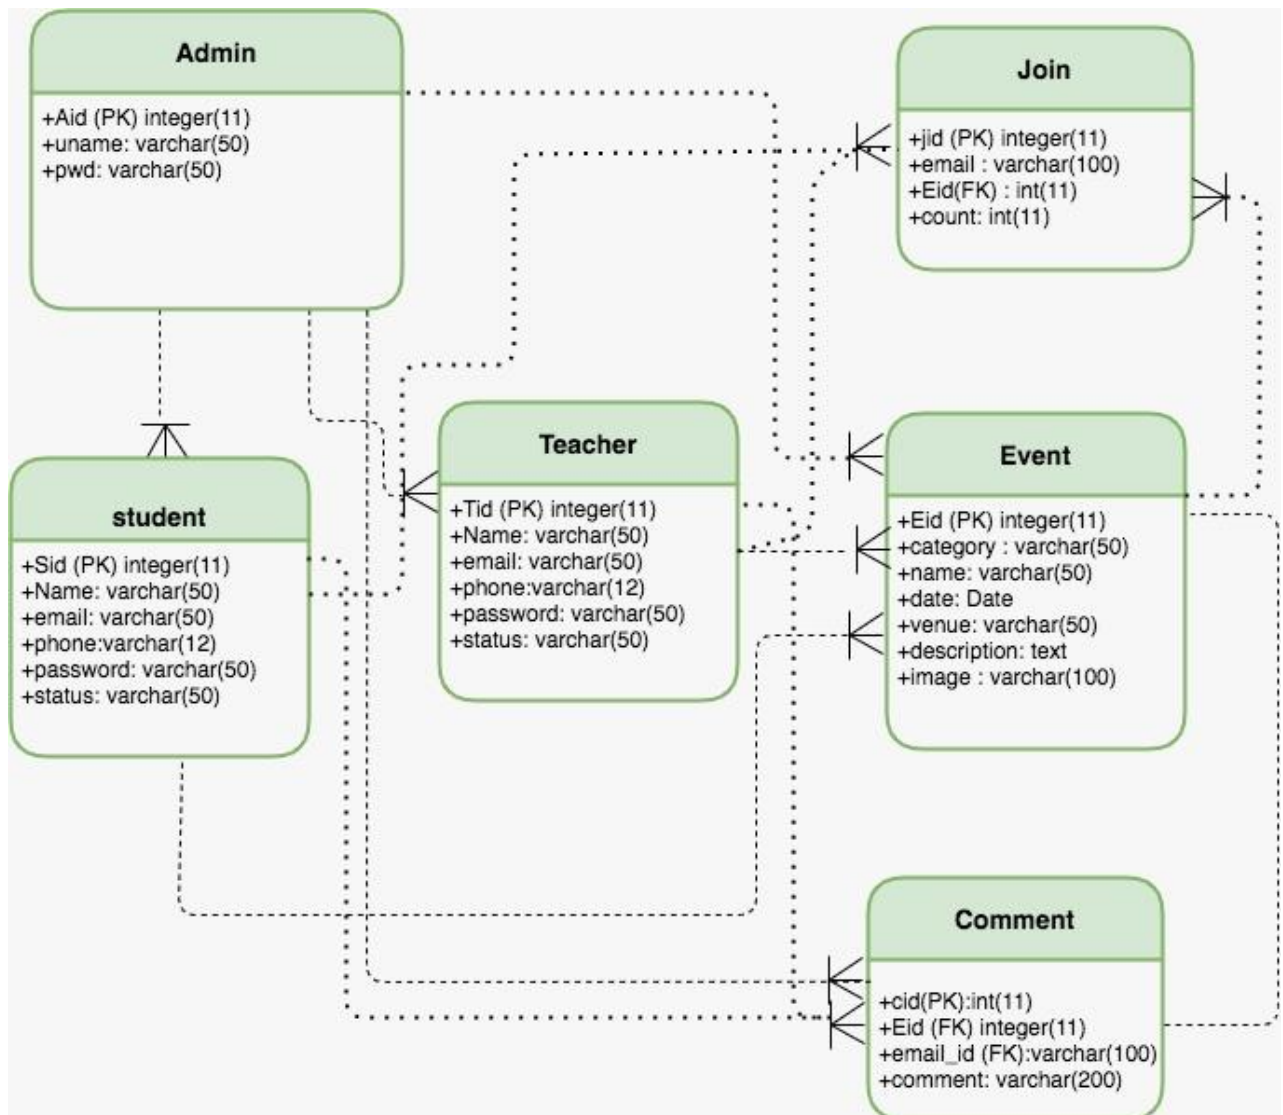 Admin
+Aid (PK) integer(11)
+uname: varchar(50)
+pwd: varchar(50)
Join
+jid (PK) integer(11)
+email : varchar(100)
+Eid(FK) : int(11)
+count: int(11)
student
+Sid (PK) integer(11)
+Name: varchar(50)
+email: varchar(50)
+phone:varchar(12)
+password: varchar(50)
+status: varchar(50)
Teacher
+Tid (PK) integer(11)
+Name: varchar(50)
+email: varchar(50)
+phone:varchar(12)
+password: varchar(50)
+status: varchar(50)
Event
+Eid (PK) integer(11)
+category : varchar(50)
+name: varchar(50)
+date: Date
+venue: varchar(50)
+description: text
+image : varchar(100)
Comment
+cid(PK):int(11)
+Eid (FK) integer(11)
+email_id (FK):varchar(100)
+comment: varchar(200)